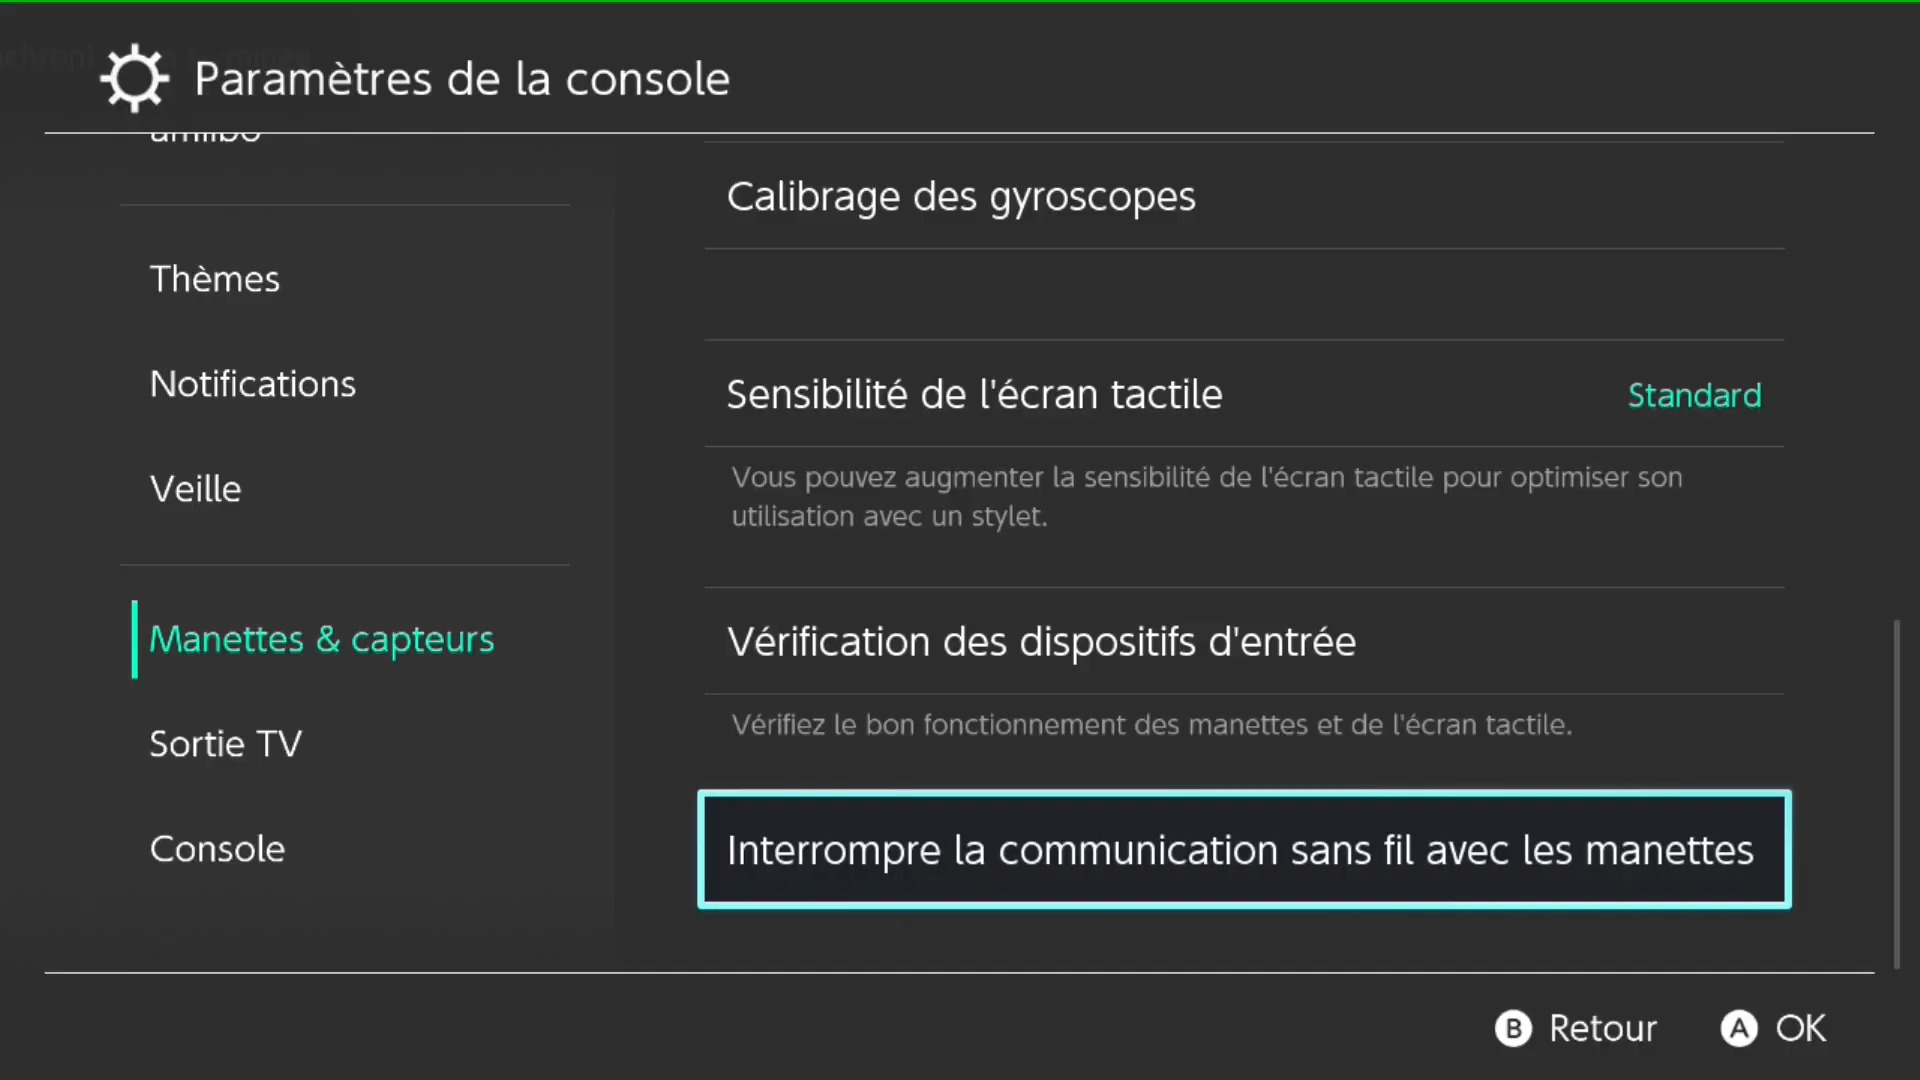 Paramètres de la console
amiibo
Thèmes
Notifications
Veille
Manettes & capteurs
Sortie TV
Console
Calibrage des gyroscopes
Sensibilité de l'écran tactile Standard
Vous pouvez augmenter la sensibilité de l'écran tactile pour optimiser son
utilisation avec un stylet.
Vérification des dispositifs d'entrée
Vérifiez le bon fonctionnement des manettes et de l'écran tactile.
Interrompre la communication sans fil avec les manettes
B Retour A OK